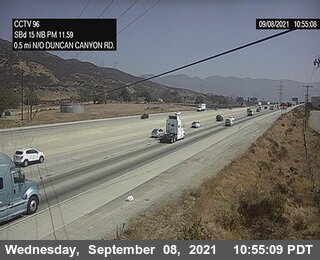 CCTV 96
SBd 15 NB PM 11.59
0.5 mi N/O DUNCAN CANYON RD.
09/08/2021 10:55:08
Wednesday, September 08, 2021 10:55:09 PDT